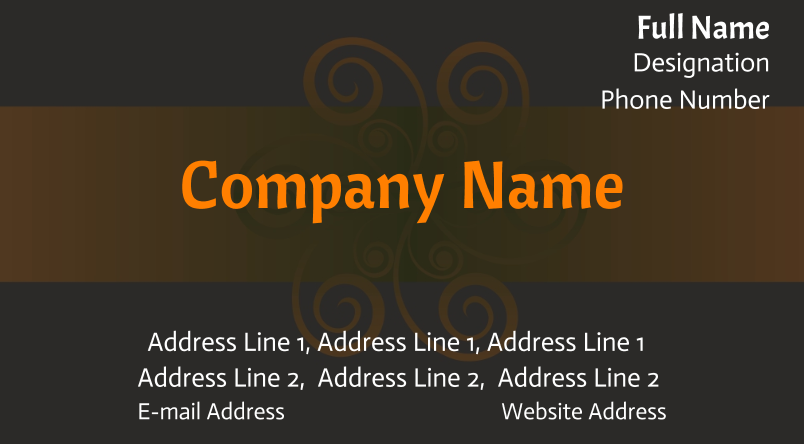 Full Name
Designation
Phone Number
Company Name
Address Line 1, Address Line 1, Address Line 1
Address Line 2, Address Line 2, Address Line 2
E-mail Address Website Address